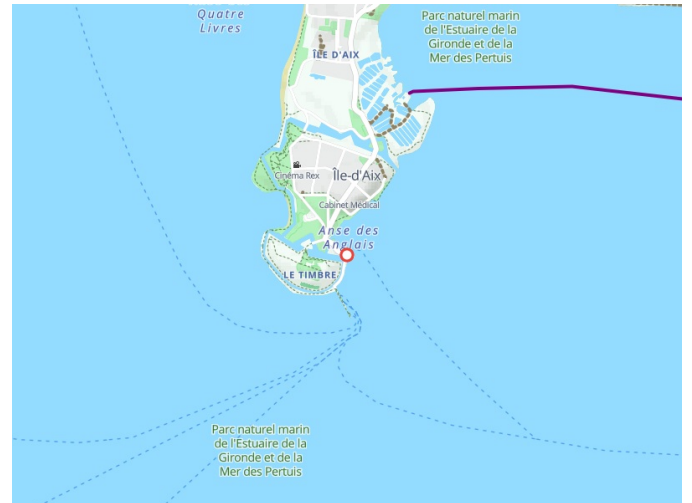 Quatre
Livres
Parc naturel marin
de l'Estuaire de la
Gironde et de la
Mer des Pertuis
ÎLE D'AIX
Cinéma Rex
Île-d'Aix
Cabinet Médical
Anse des
Anglais
LE TIMBRE
Parc naturel marin
de l'Estuaire de la
Gironde et de la
Mer des Pertuis